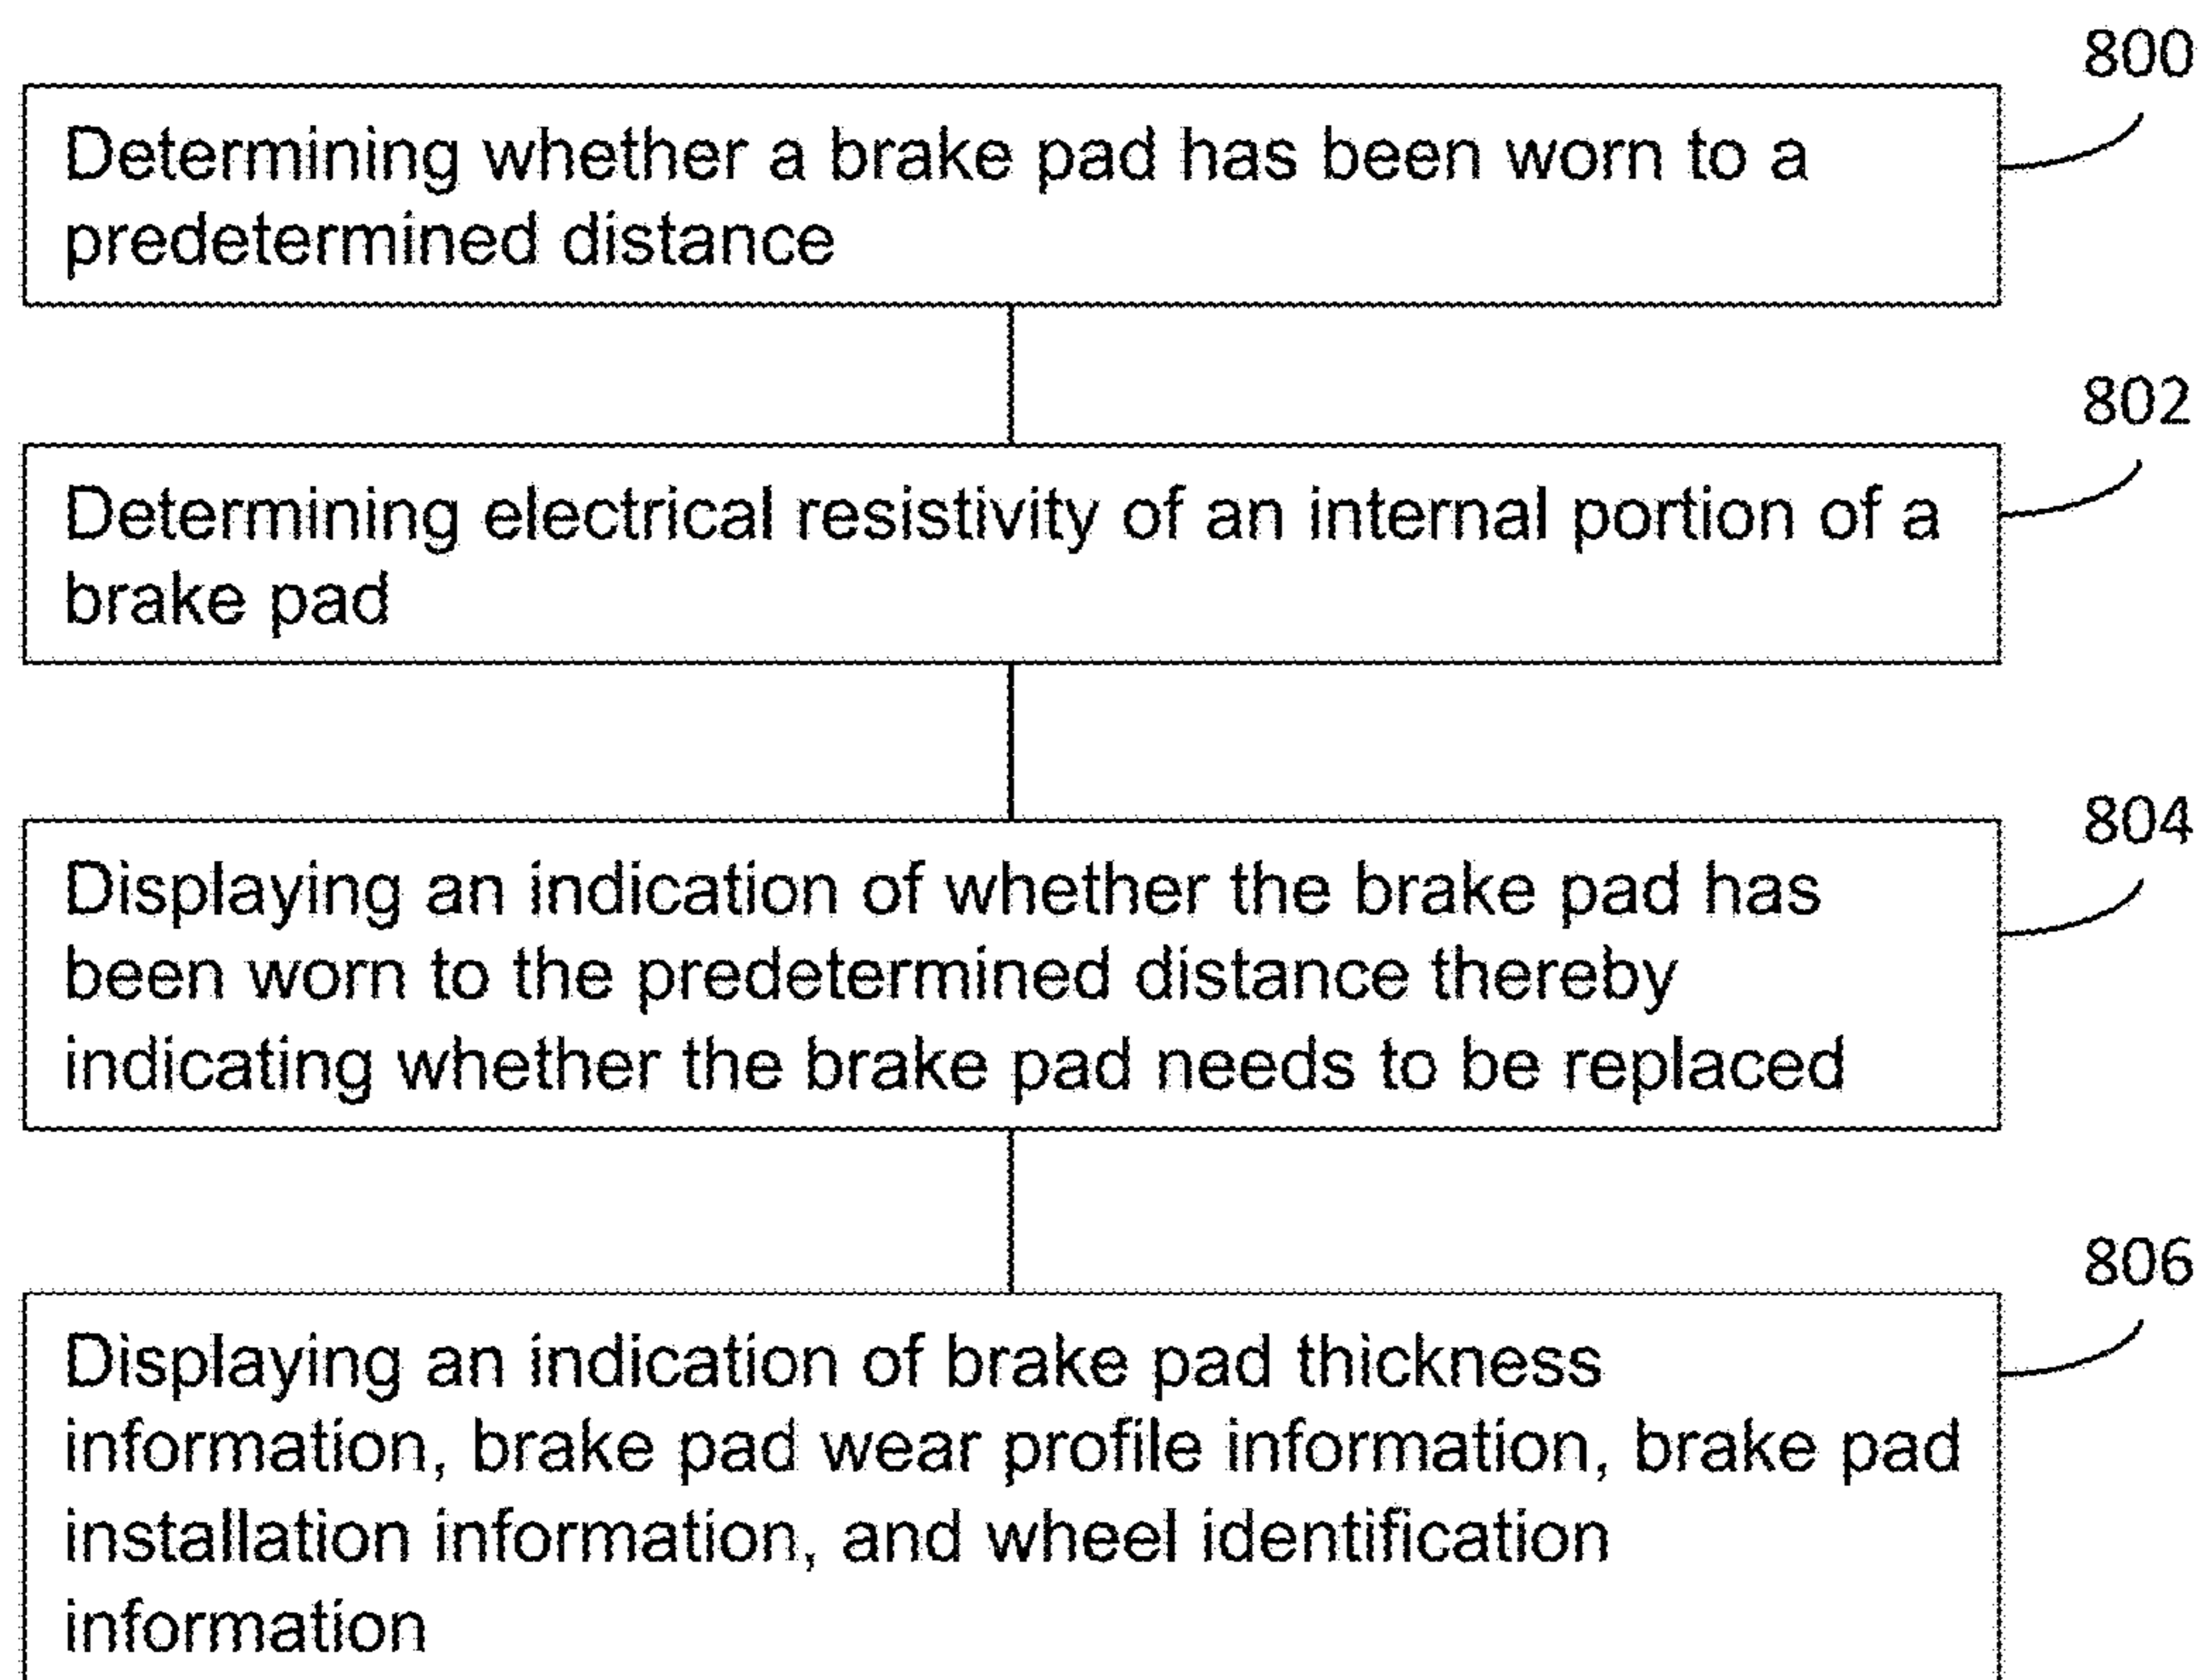 800
Determining whether a brake pad has been worn to a
predetermined distance
802
Determining electrical resistivity of an internal portion of a
brake pad
804
Displaying an indication of whether the brake pad has
been worn to the predetermined distance thereby
indicating whether the brake pad needs to be replaced
806
Displaying an indication of brake pad thickness
information, brake pad wear profile information, brake pad
installation information, and wheel identification
information